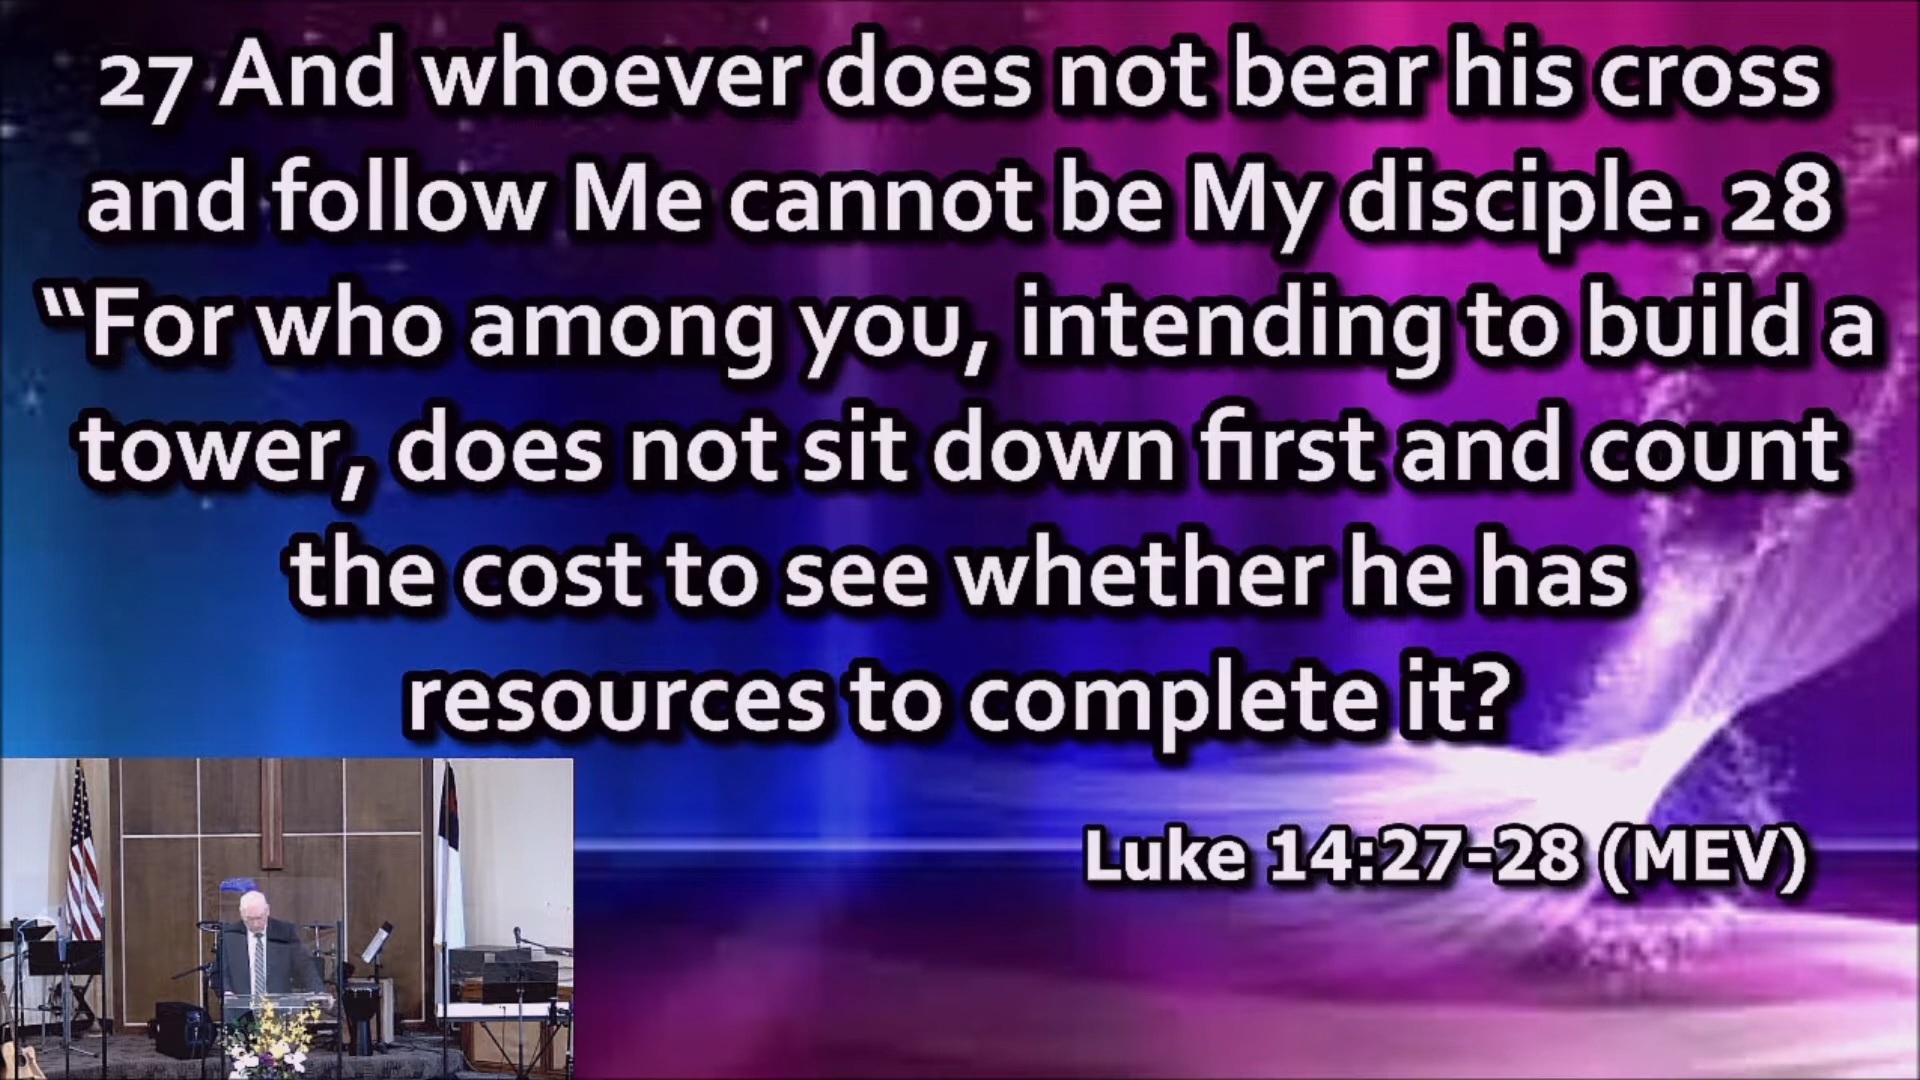 27 And whoever does not bear his cross
and follow Me cannot be My disciple. 28
“For who among you, intending to build a
tower, does not sit down first and count
the cost to see whether he has
resources to complete it?
Luke 14:27-28 (MEV)